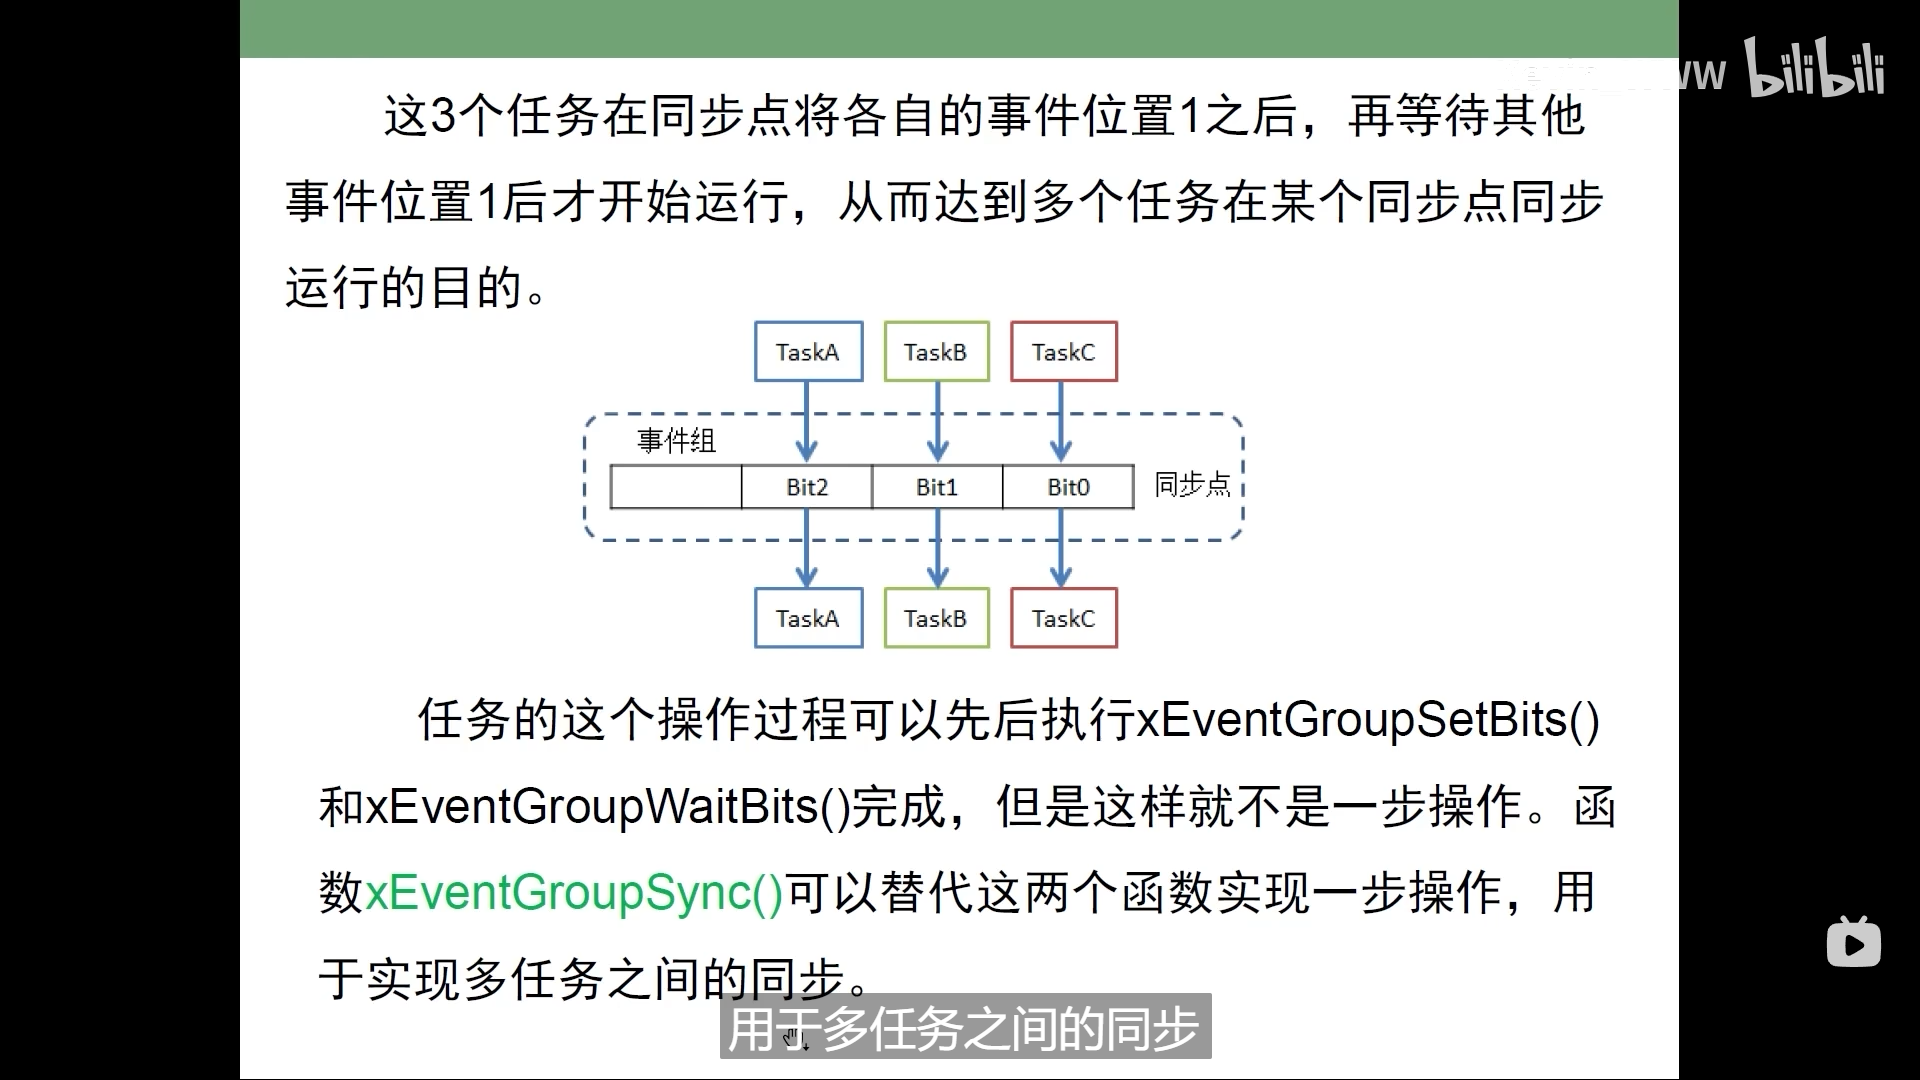 bilibili
这3个任务在同步点将各自的事件位置1之后，再等待其他
事件位置1后才开始运行，从而达到多个任务在某个同步点同步
运行的目的。
TaskA TaskB TaskC
事件组
Bit2 Bit1 Bit0 同步点
TaskA TaskB TaskC
任务的这个操作过程可以先后执行xEventGroupSetBits()
和xEventGroupWaitBits()完成，但是这样就不是一步操作。函
数xEventGroupSync()可以替代这两个函数实现一步操作，用
于实现多任务之间的同步。
用于多任务之间的同步